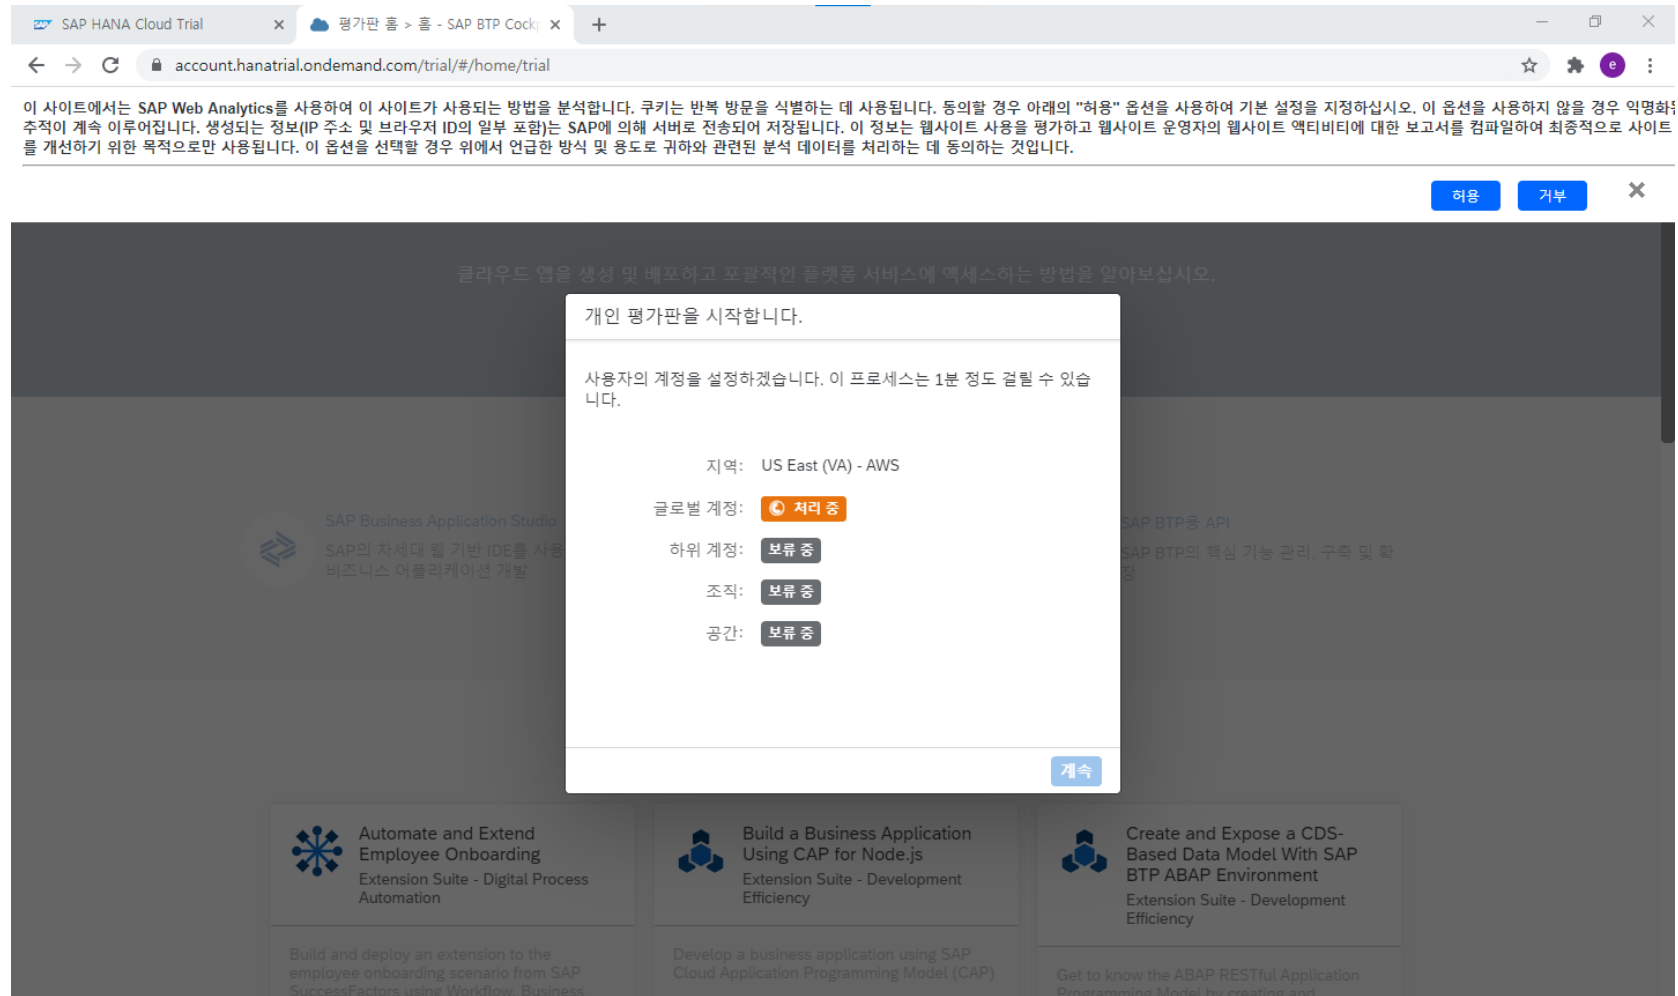 SAP HANA Cloud Trial
평가판 홈 > 홈 - SAP BTP Cock
account.hanatrial.ondemand.com/trial/#/home/trial
e
이 사이트에서는 SAP Web Analytics를 사용하여 이 사이트가 사용되는 방법을 분석합니다. 쿠키는 반복 방문을 식별하는 데 사용됩니다. 동의할 경우 아래의 "허용" 옵션을 사용하여 기본 설정을 지정하십시오. 이 옵션을 사용하지 않을 경우 익명화된
추적이 계속 이루어집니다. 생성되는 정보(IP 주소 및 브라우저 ID의 일부 포함)는 SAP에 의해 서버로 전송되어 저장됩니다. 이 정보는 웹사이트 사용을 평가하고 웹사이트 운영자의 웹사이트 액티비티에 대한 보고서를 컴파일하여 최종적으로 사이트
를 개선하기 위한 목적으로만 사용됩니다. 이 옵션을 선택할 경우 위에서 언급한 방식 및 용도로 귀하와 관련된 분석 데이터를 처리하는 데 동의하는 것입니다.
허용
거부
클라우드 앱을 생성 및 배포하고 포괄적인 플랫폼 서비스에 액세스하는 방법을 알아보십시오.
개인 평가판을 시작합니다.
사용자의 계정을 설정하겠습니다. 이 프로세스는 1분 정도 걸릴 수 있습
니다.
지역: US East (VA) - AWS
글로벌 계정: 처리 중
하위 계정: 보류 중
조직: 보류 중
공간: 보류 중
계속
SAP Business Application Studio
SAP의 차세대 웹 기반 IDE를 사용
비즈니스 어플리케이션 개발
SAP BTP용 API
SAP BTP의 핵심 기능 관리, 구축 및 확
장
Automate and Extend
Employee Onboarding
Extension Suite - Digital Process
Automation
Build and deploy an extension to the
employee onboarding scenario from SAP
SuccessFactors using Workflow, Business
Build a Business Application
Using CAP for Node.js
Extension Suite - Development
Efficiency
Develop a business application using SAP
Cloud Application Programming Model (CAP)
Create and Expose a CDS-
Based Data Model With SAP
BTP ABAP Environment
Extension Suite - Development
Efficiency
Get to know the ABAP RESTful Application
Programming Model by creating and